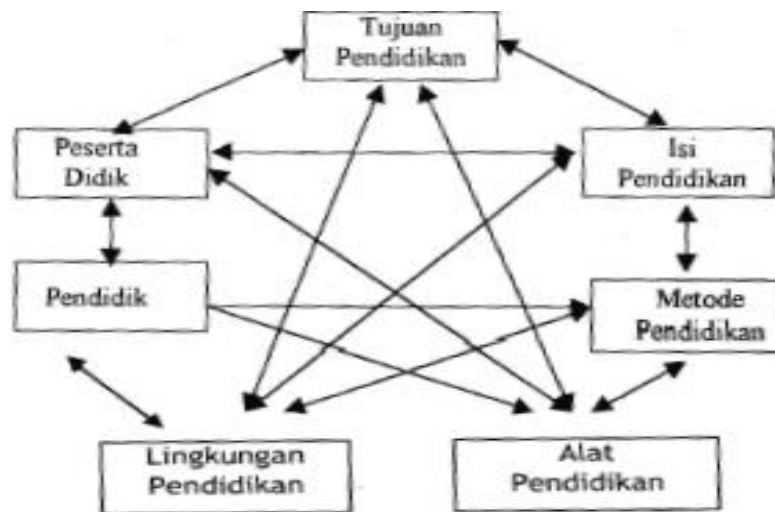 Tujuan
Pendidikan
Peserta
Didik
Isi
Pendidikan
Pendidik
Metode
Pendidikan
Lingkungan
Pendidikan
Alat
Pendidikan